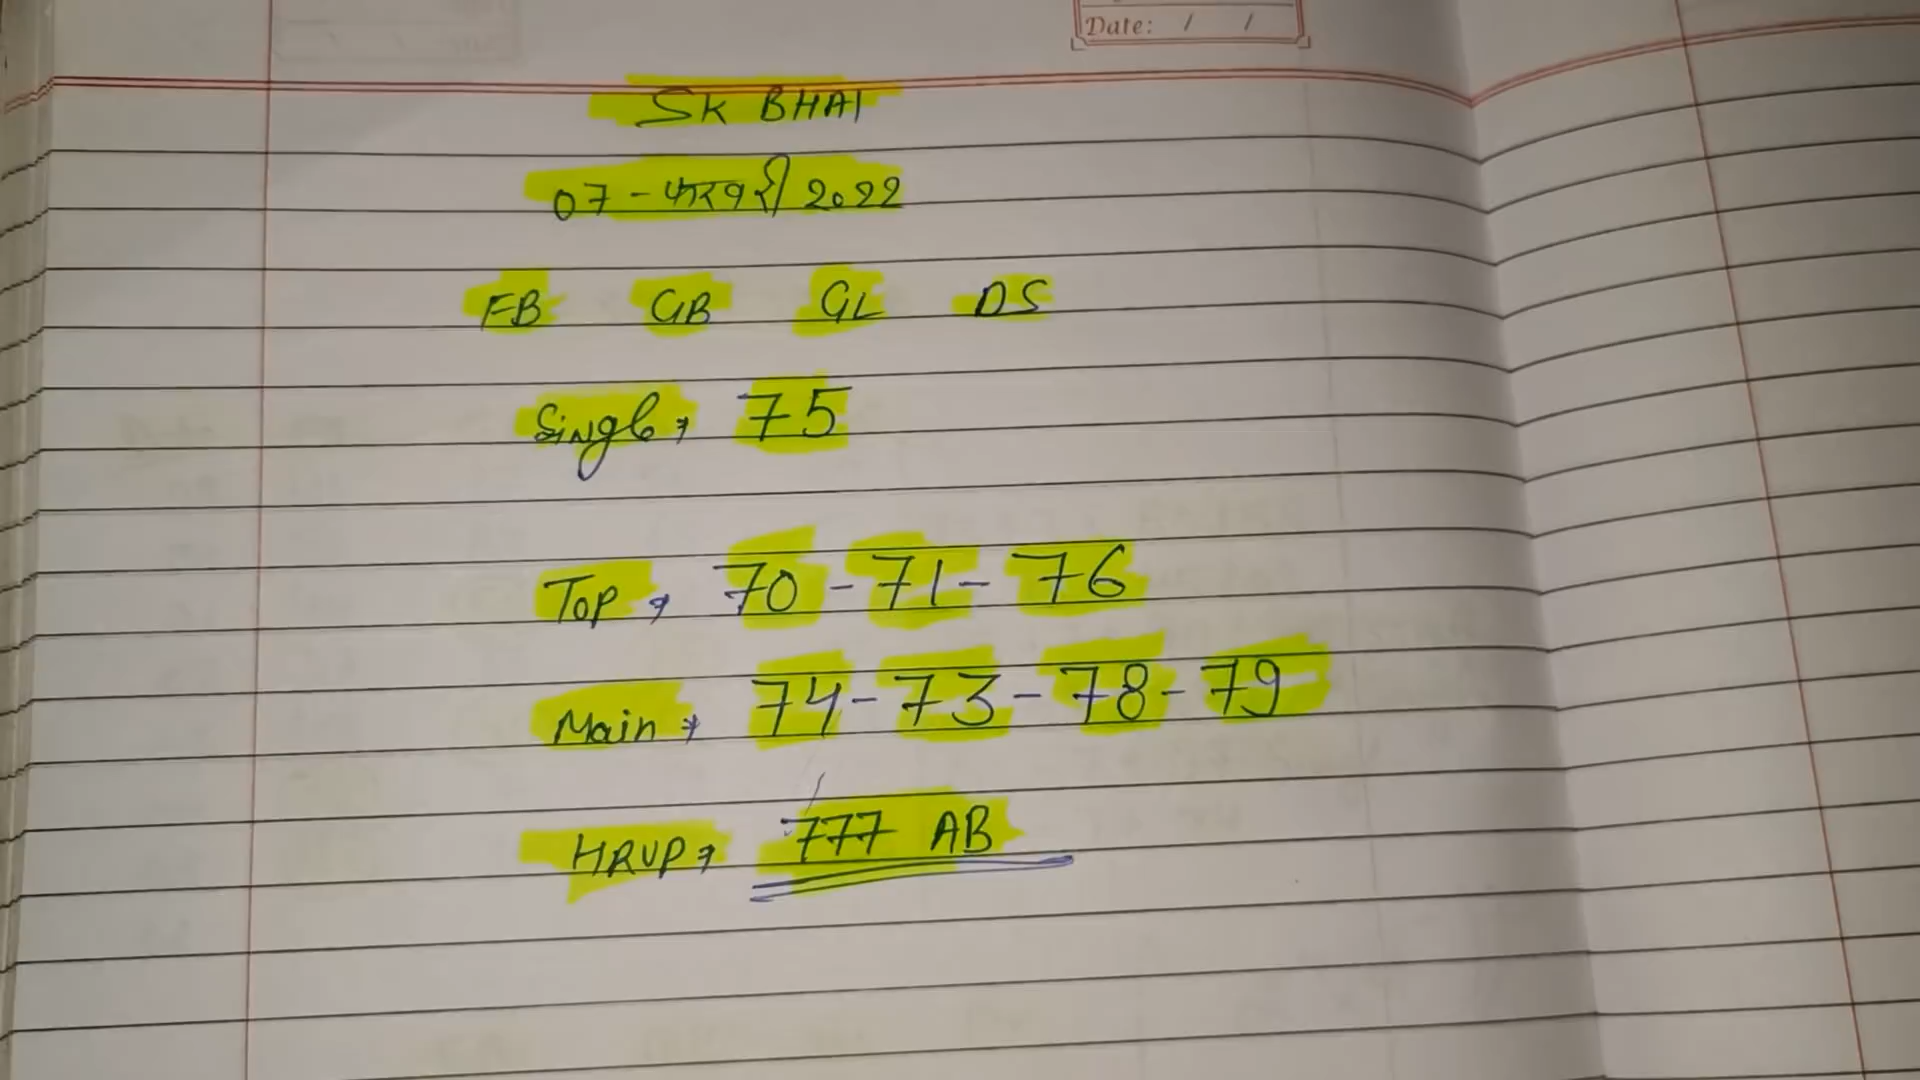 Date: / /
SK BHAI
07 - फरवरी 2022
FB GB GL DS
Single → 75
Top → 70 - 71 - 76
Main → 74 - 73 - 78 - 79
HRUP → 777 AB